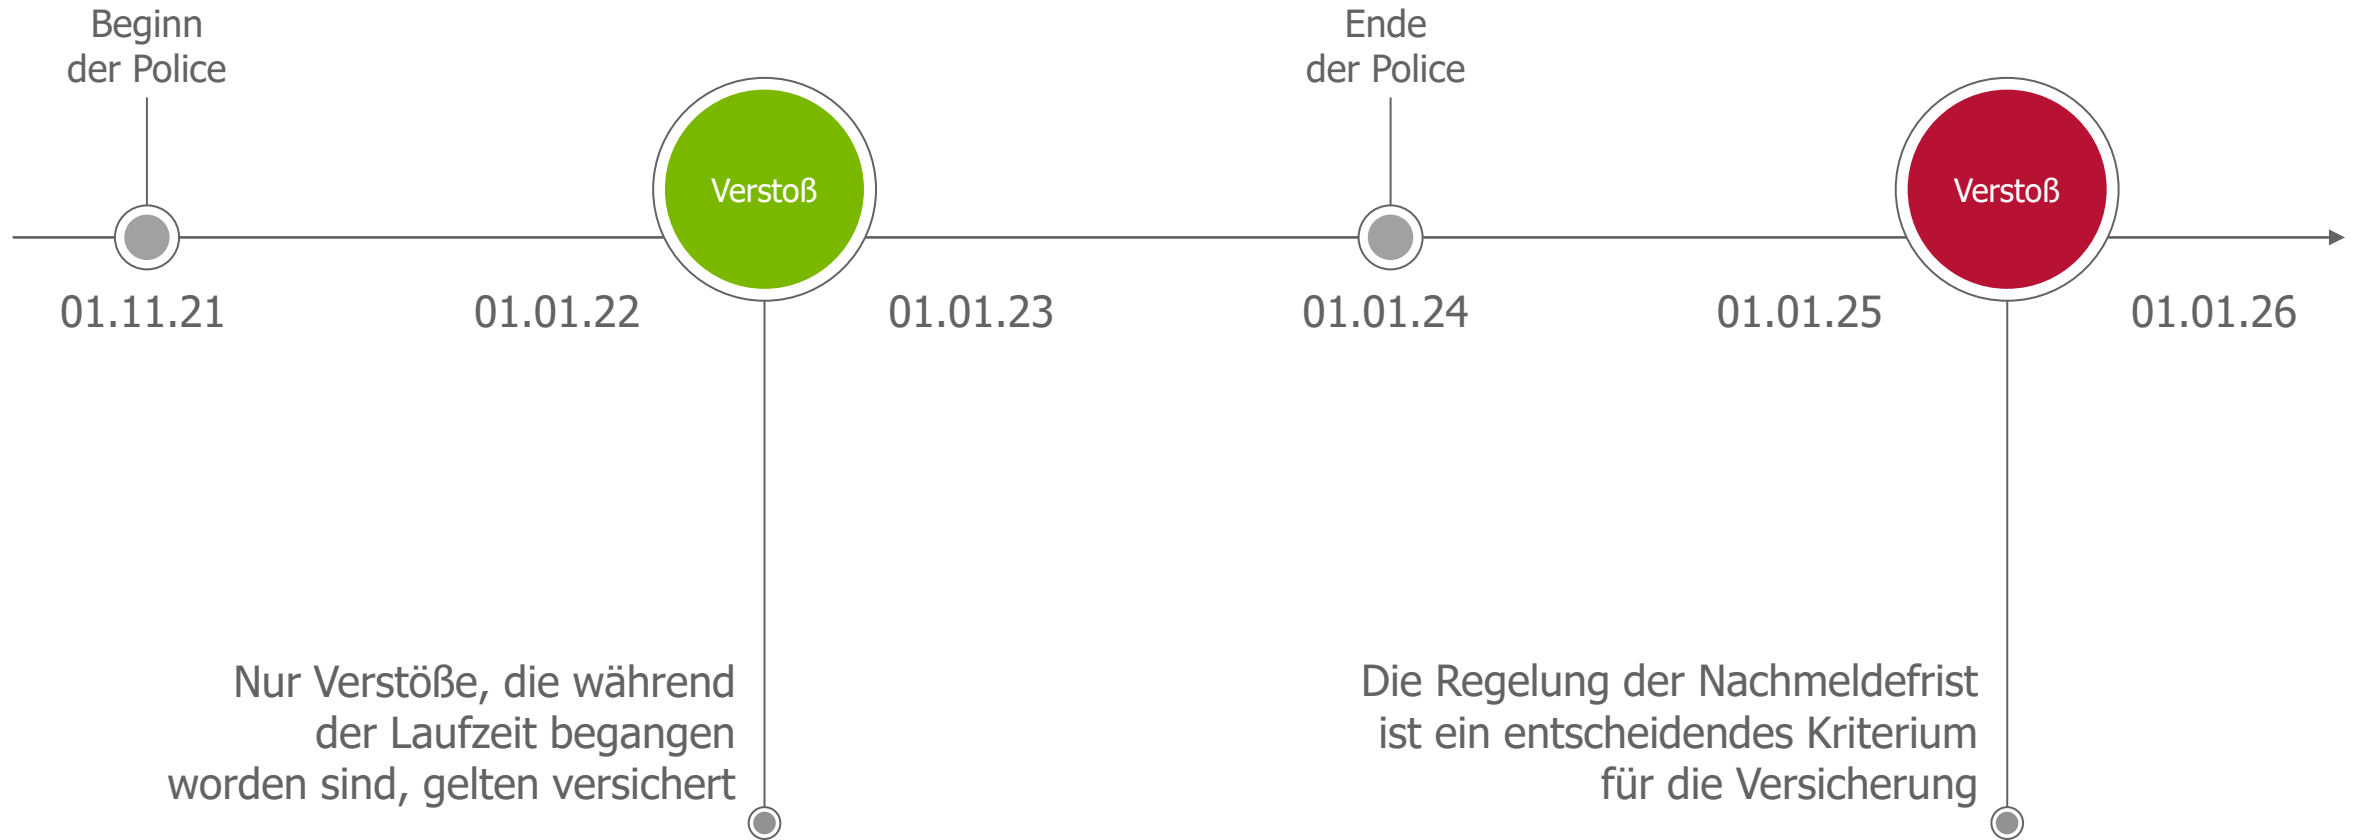 Beginn
der Police
Ende
der Police
Verstoß
Verstoß
01.11.21
01.01.22
01.01.23
01.01.24
01.01.25
01.01.26
Nur Verstöße, die während
der Laufzeit begangen
worden sind, gelten versichert
Die Regelung der Nachmeldefrist
ist ein entscheidendes Kriterium
für die Versicherung